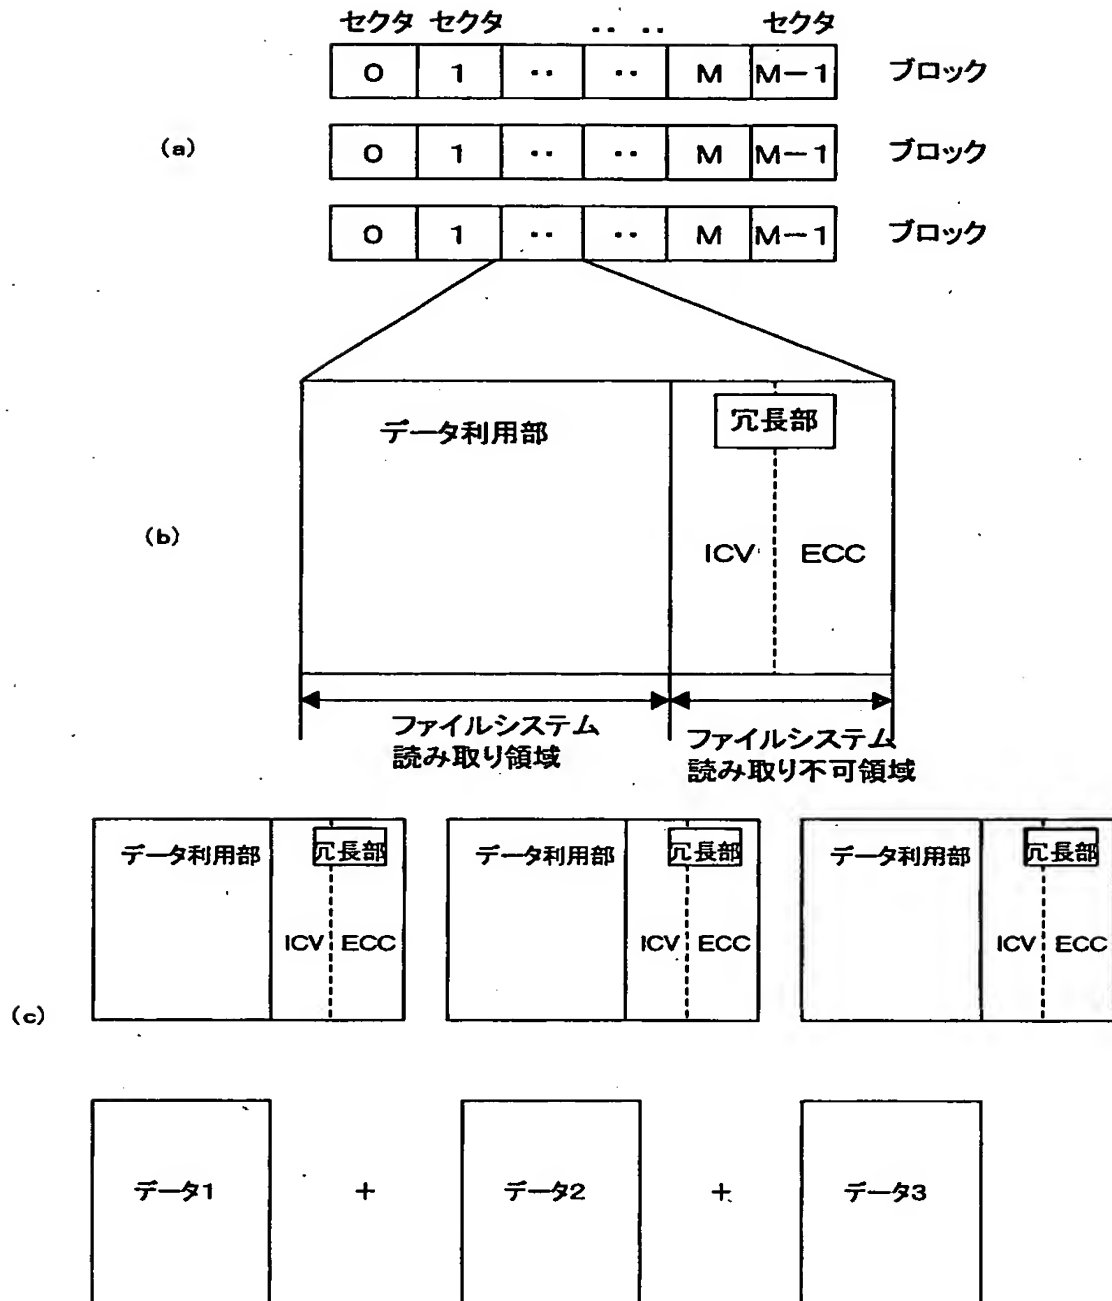 セクタ セクタ ‥ ‥ セクタ
0 1 ‥ ‥ M M-1 ブロック
(a) 0 1 ‥ ‥ M M-1 ブロック
0 1 ‥ ‥ M M-1 ブロック
データ利用部 冗長部
(b) ICV ECC
ファイルシステム
読み取り領域
ファイルシステム
読み取り不可領域
データ利用部 冗長部 データ利用部 冗長部 データ利用部 冗長部
ICV ECC ICV ECC ICV ECC
(c)
データ1 + データ2 + データ3